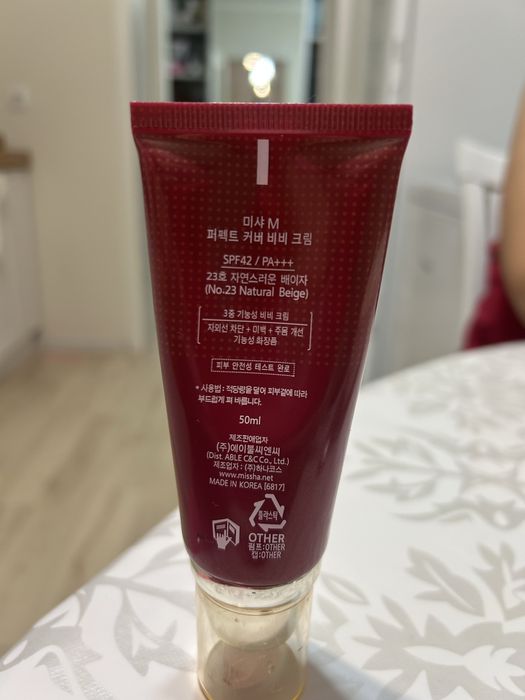 미샤 M
퍼펙트 커버 비비 크림
SPF42 / PA+++
23호 자연스러운 베이지
(No.23 Natural Beige)
3중 기능성 비비 크림
자외선 차단 + 미백 + 주름 개선
기능성 화장품
피부 안전성 테스트 완료
* 사용법 : 적당량을 덜어 피부결에 따라
부드럽게 펴 바릅니다.
50ml
제조판매업자
(주)에이블씨엔씨
(Dist. ABLE C&C Co., Ltd.)
제조업자 : (주)하나코스
www.missha.net
MADE IN KOREA [6817]
플라스틱
OTHER
펌프:OTHER
캡:OTHER